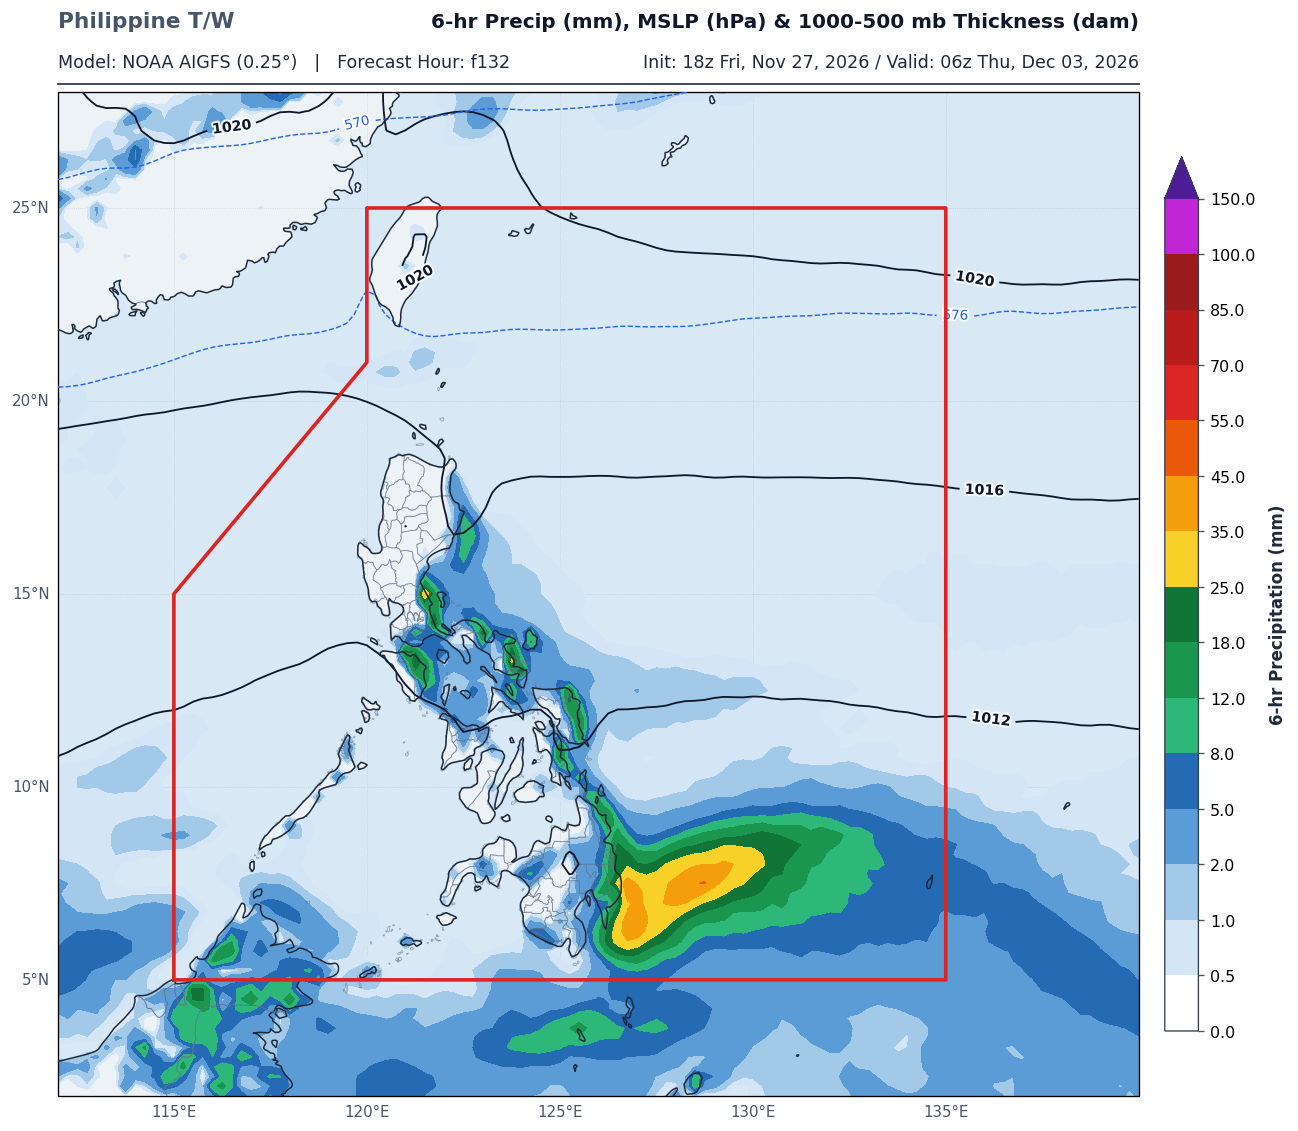 Philippine T/W
6-hr Precip (mm), MSLP (hPa) & 1000-500 mb Thickness (dam)
Model: NOAA AIGFS (0.25°) | Forecast Hour: f132
Init: 18z Fri, Nov 27, 2026 / Valid: 06z Thu, Dec 03, 2026
1020
570
1020
1020
576
1016
1012
25°N
20°N
15°N
10°N
5°N
115°E
120°E
125°E
130°E
135°E
150.0
100.0
85.0
70.0
55.0
45.0
35.0
25.0
18.0
12.0
8.0
5.0
2.0
1.0
0.5
0.0
6-hr Precipitation (mm)